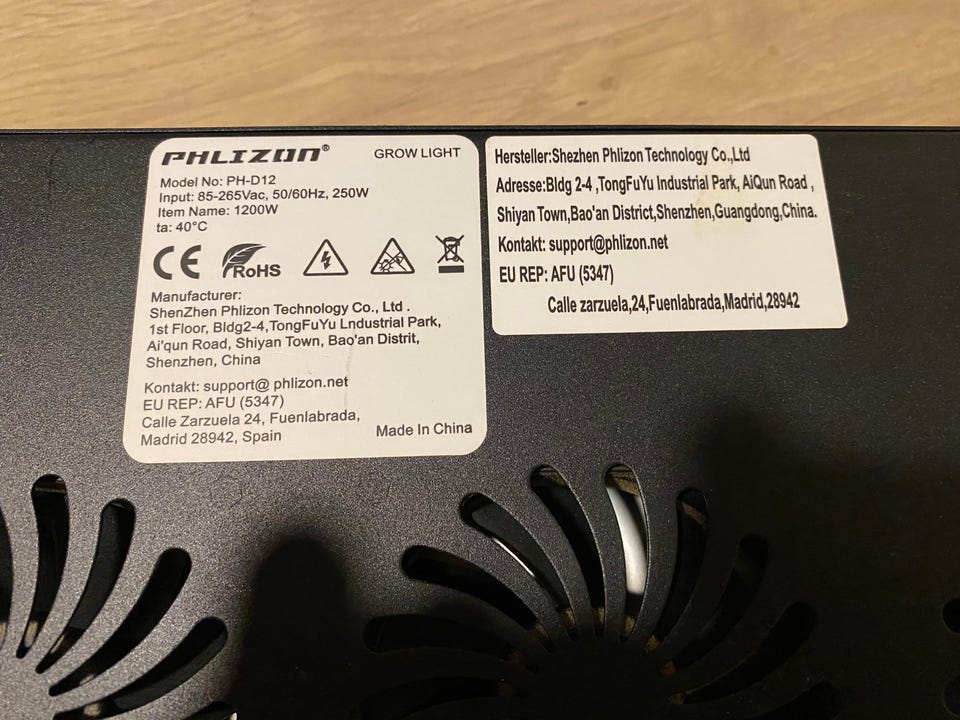 PHLIZON®
GROW LIGHT
Model No: PH-D12
Input: 85-265Vac, 50/60Hz, 250W
Item Name: 1200W
ta: 40°C
CE
RoHS
Manufacturer:
ShenZhen Phlizon Technology Co., Ltd .
1st Floor, Bldg2-4,TongFuYu Lndustrial Park,
Ai'qun Road, Shiyan Town, Bao'an Distrit,
Shenzhen, China
Kontakt: support@ phlizon.net
EU REP: AFU (5347)
Calle Zarzuela 24, Fuenlabrada,
Madrid 28942, Spain
Made In China
Hersteller:Shezhen Phlizon Technology Co.,Ltd
Adresse:Bldg 2-4 ,TongFuYu Industrial Park, AiQun Road ,
Shiyan Town,Bao'an District,Shenzhen,Guangdong,China.
Kontakt: support@phlizon.net
EU REP: AFU (5347)
Calle zarzuela,24,Fuenlabrada,Madrid,28942